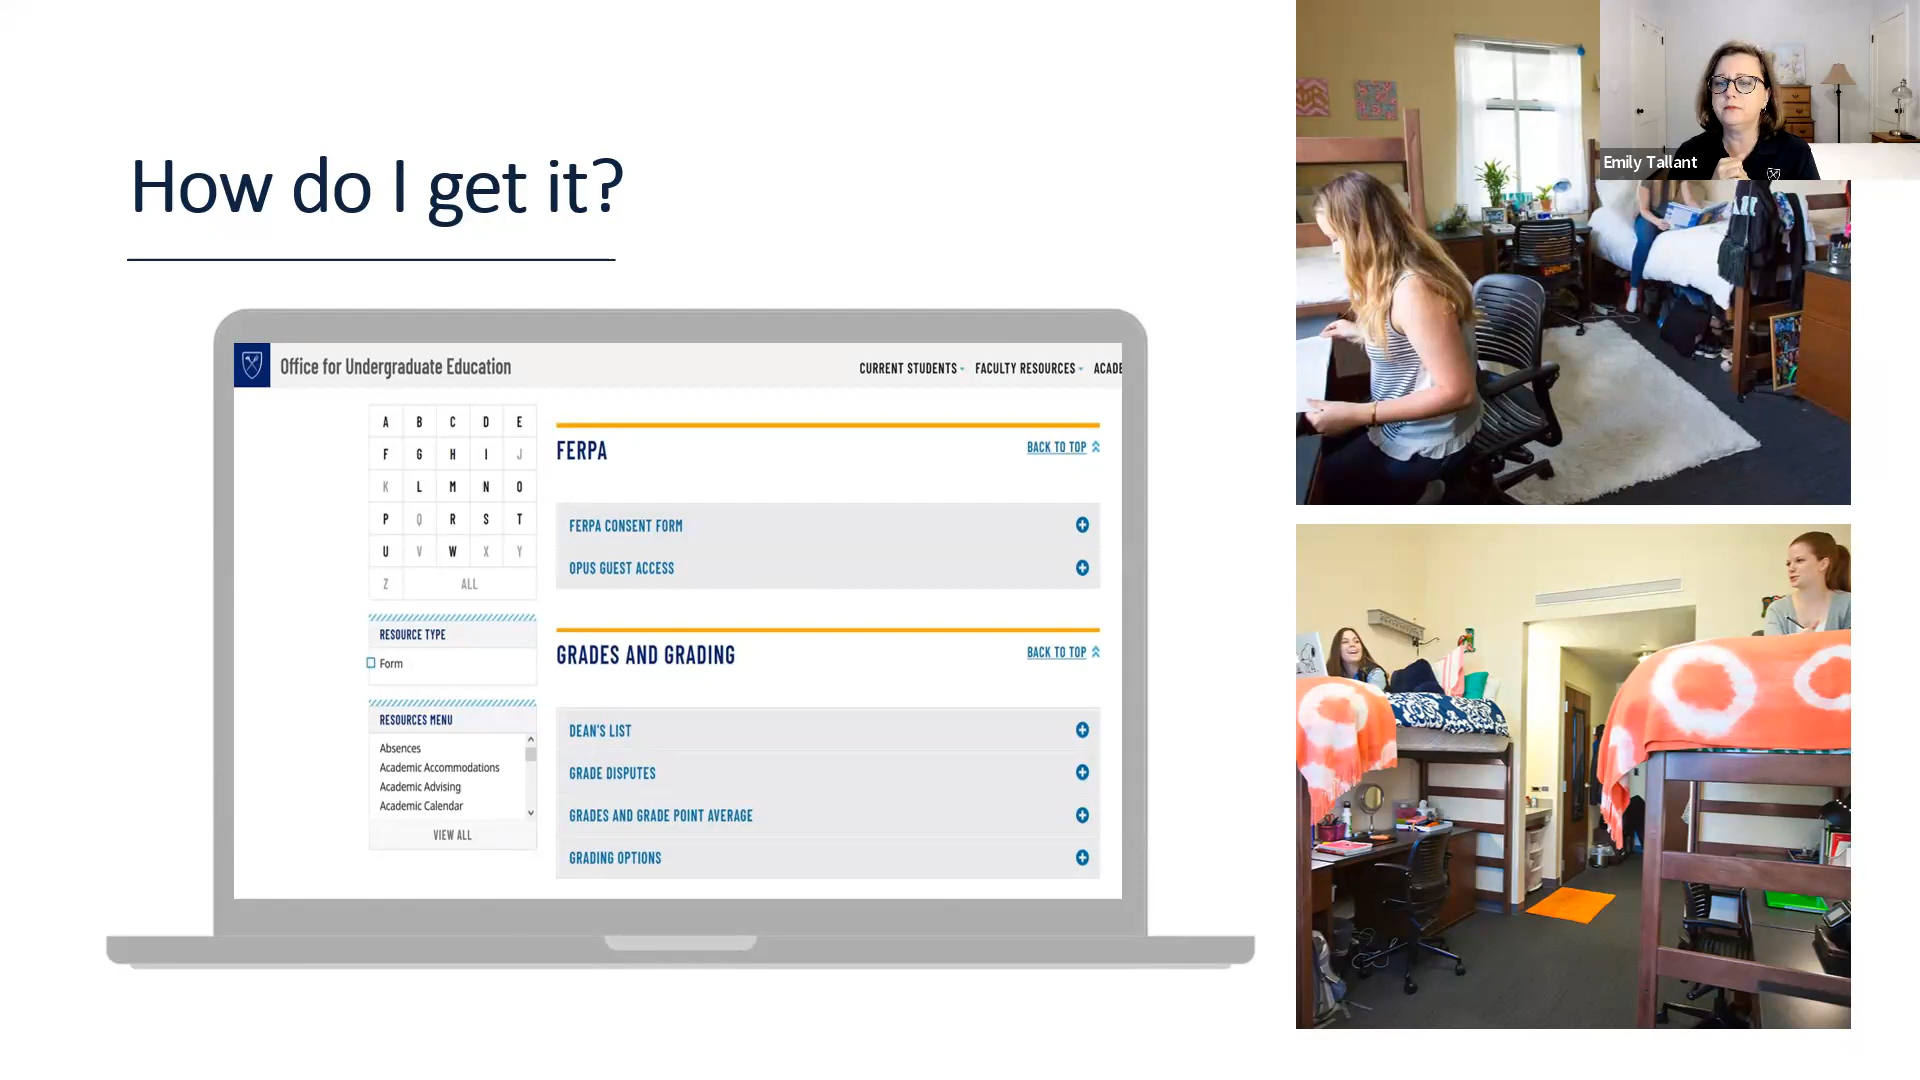 How do I get it?
Emily Tallant
Office for Undergraduate Education
CURRENT STUDENTS
FACULTY RESOURCES
ACADE
A B C D E
F G H I J
K L M N O
P Q R S T
U V W X Y
Z ALL
RESOURCE TYPE
Form
RESOURCES MENU
Absences
Academic Accommodations
Academic Advising
Academic Calendar
VIEW ALL
FERPA
BACK TO TOP
FERPA CONSENT FORM
OPUS GUEST ACCESS
GRADES AND GRADING
BACK TO TOP
DEAN'S LIST
GRADE DISPUTES
GRADES AND GRADE POINT AVERAGE
GRADING OPTIONS